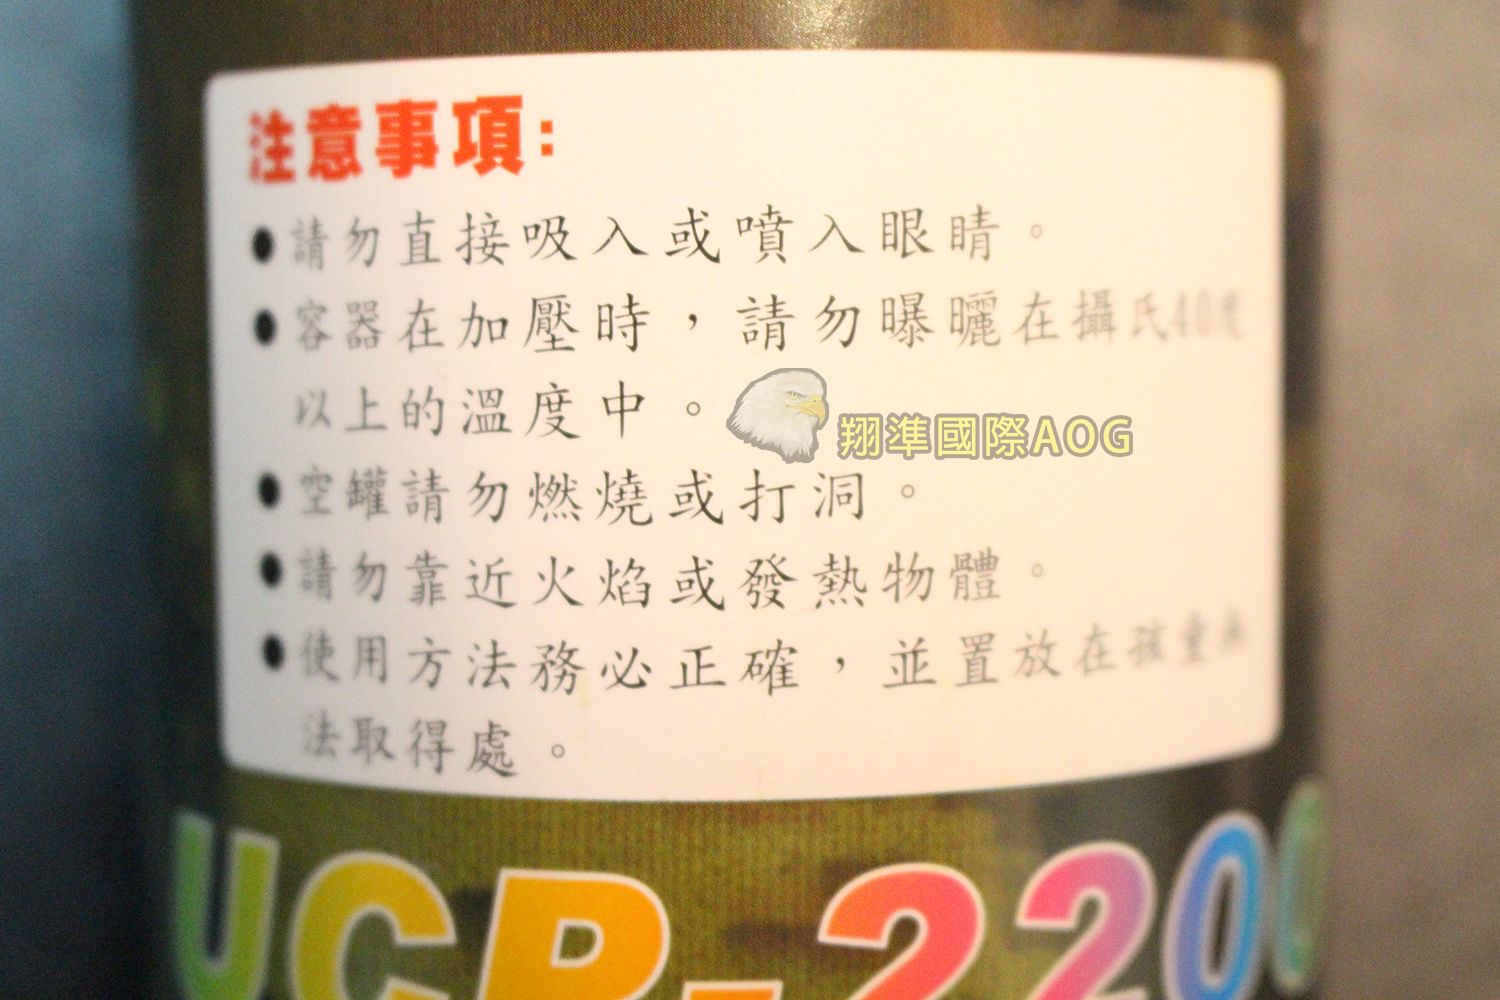 注意事項:
●請勿直接吸入或噴入眼睛。
●容器在加壓時,請勿曝曬在攝氏40度
以上的溫度中。
翔準國際AOG
●空罐請勿燃燒或打洞。
●請勿靠近火焰或發熱物體。
●使用方法務必正確,並置放在孩童無
法取得處。
UCP-2200